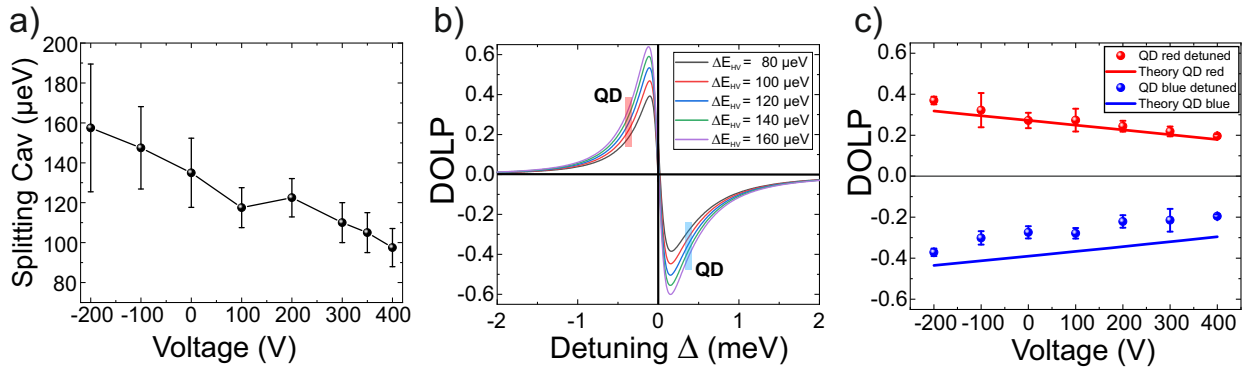 a)
200
180
160
140
120
100
80
Splitting Cav (µeV)
-200
-100
0
100
200
300
400
Voltage (V)
b)
0.6
0.4
0.2
0.0
-0.2
-0.4
-0.6
DOLP
ΔE_HV = 80 µeV
ΔE_HV = 100 µeV
ΔE_HV = 120 µeV
ΔE_HV = 140 µeV
ΔE_HV = 160 µeV
QD
QD
-2
-1
0
1
2
Detuning Δ (meV)
c)
0.6
0.4
0.2
0.0
-0.2
-0.4
-0.6
DOLP
QD red detuned
Theory QD red
QD blue detuned
Theory QD blue
-200
-100
0
100
200
300
400
Voltage (V)